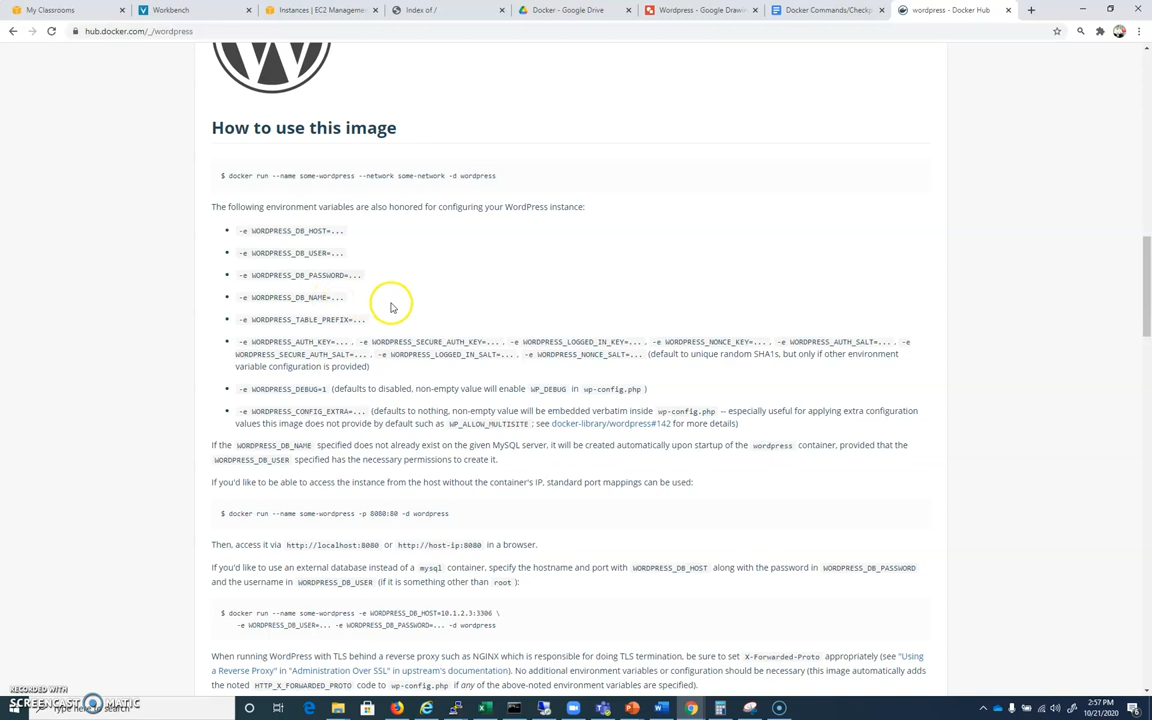 My Classrooms
Workbench
Instances | EC2 Manageme
Index of /
Docker - Google Drive
Wordpress - Google Drawin
Docker Commands/Checkp
wordpress - Docker Hub
hub.docker.com/_/wordpress
How to use this image
$ docker run --name some-wordpress --network some-network -d wordpress
The following environment variables are also honored for configuring your WordPress instance:
-e WORDPRESS_DB_HOST=...
-e WORDPRESS_DB_USER=...
-e WORDPRESS_DB_PASSWORD=...
-e WORDPRESS_DB_NAME=...
-e WORDPRESS_TABLE_PREFIX=...
-e WORDPRESS_AUTH_KEY=... , -e WORDPRESS_SECURE_AUTH_KEY=... , -e WORDPRESS_LOGGED_IN_KEY=... , -e WORDPRESS_NONCE_KEY=... , -e WORDPRESS_AUTH_SALT=... , -e
WORDPRESS_SECURE_AUTH_SALT=... , -e WORDPRESS_LOGGED_IN_SALT=... , -e WORDPRESS_NONCE_SALT=... (default to unique random SHA1s, but only if other environment
variable configuration is provided)
-e WORDPRESS_DEBUG=1 (defaults to disabled, non-empty value will enable WP_DEBUG in wp-config.php )
-e WORDPRESS_CONFIG_EXTRA=... (defaults to nothing, non-empty value will be embedded verbatim inside wp-config.php -- especially useful for applying extra configuration
values this image does not provide by default such as WP_ALLOW_MULTISITE ; see docker-library/wordpress#142 for more details)
If the WORDPRESS_DB_NAME specified does not already exist on the given MySQL server, it will be created automatically upon startup of the wordpress container, provided that the
WORDPRESS_DB_USER specified has the necessary permissions to create it.
If you'd like to be able to access the instance from the host without the container's IP, standard port mappings can be used:
$ docker run --name some-wordpress -p 8080:80 -d wordpress
Then, access it via http://localhost:8080 or http://host-ip:8080 in a browser.
If you'd like to use an external database instead of a mysql container, specify the hostname and port with WORDPRESS_DB_HOST along with the password in WORDPRESS_DB_PASSWORD
and the username in WORDPRESS_DB_USER (if it is something other than root ):
$ docker run --name some-wordpress -e WORDPRESS_DB_HOST=10.1.2.3:3306 \
-e WORDPRESS_DB_USER=... -e WORDPRESS_DB_PASSWORD=... -d wordpress
When running WordPress with TLS behind a reverse proxy such as NGINX which is responsible for doing TLS termination, be sure to set X-Forwarded-Proto appropriately (see "Using
a Reverse Proxy" in "Administration Over SSL" in upstream's documentation). No additional environment variables or configuration should be necessary (this image automatically adds
the noted HTTP_X_FORWARDED_PROTO code to wp-config.php if any of the above-noted environment variables are specified).
RECORDED WITH
SCREENCAST MATIC
2:57 PM
10/21/2020